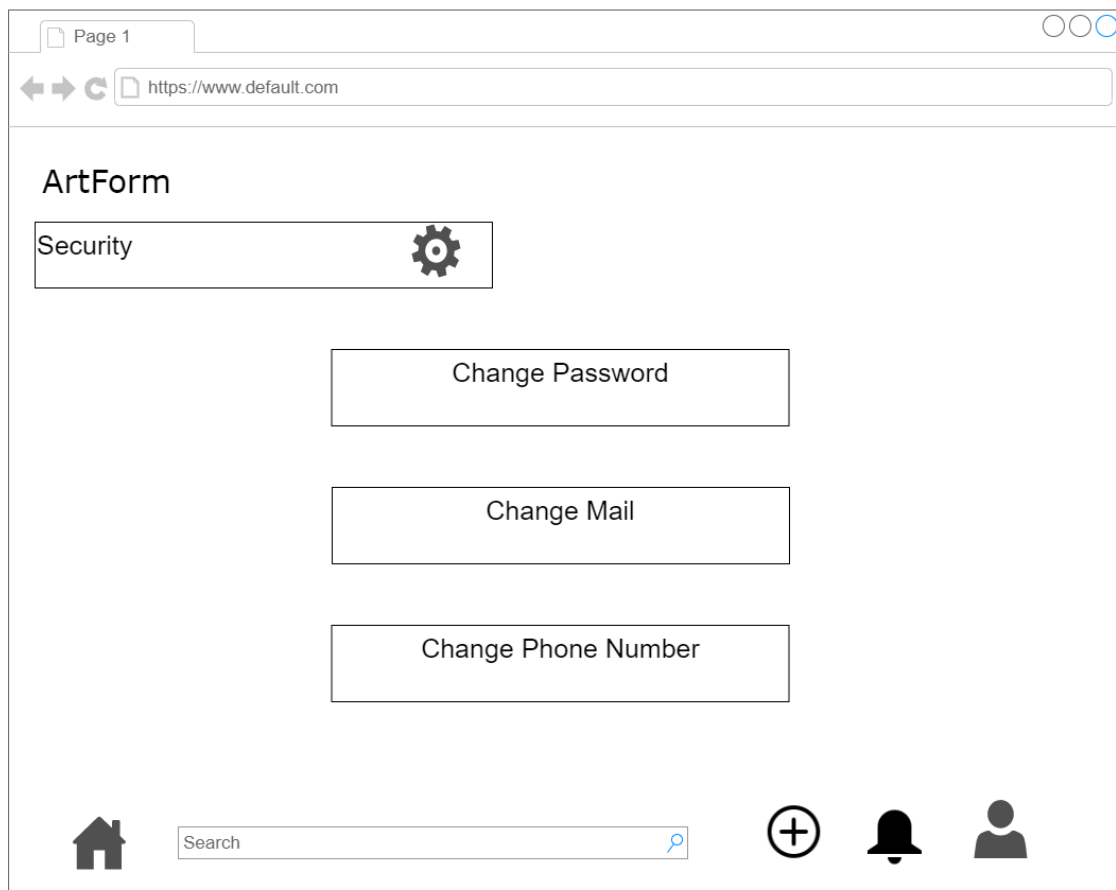 Page 1
https://www.default.com
ArtForm
Security
Change Password
Change Mail
Change Phone Number
Search